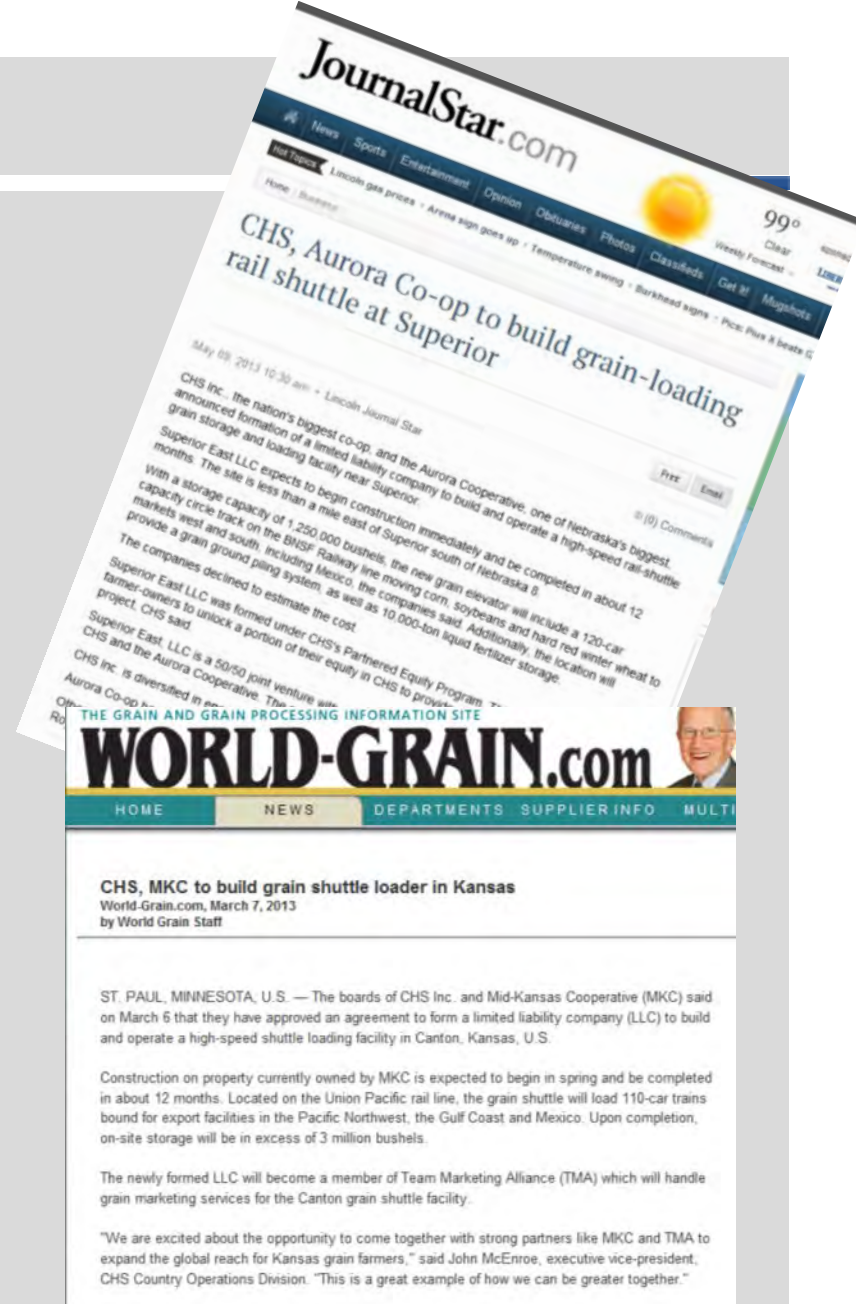 JournalStar.com
News Sports Entertainment Opinion Obituaries Photos Classifieds Get It! Mugshots
Hot Topics Lincoln gas prices Arena sign goes up Temperature swing Burkhead signs Pics: Plus 8 beats
99°
Clear
Weekly Forecast
Home Business
CHS, Aurora Co-op to build grain-loading
rail shuttle at Superior
May 09, 2013 10:30 am • Lincoln Journal Star
Print Email
(0) Comments
CHS Inc., the nation's biggest co-op, and the Aurora Cooperative, one of Nebraska's biggest,
announced formation of a limited liability company to build and operate a high-speed rail-shuttle
grain storage and loading facility near Superior.
Superior East LLC expects to begin construction immediately and be completed in about 12
months. The site is less than a mile east of Superior south of Nebraska 8.
With a storage capacity of 1,250,000 bushels, the new grain elevator will include a 120-car
capacity circle track on the BNSF Railway line moving corn, soybeans and hard red winter wheat to
markets west and south, including Mexico, the companies said. Additionally, the location will
provide a grain ground piling system, as well as 10,000-ton liquid fertilizer storage.
The companies declined to estimate the cost.
Superior East LLC was formed under CHS's Partnered Equity Program.
farmer-owners to unlock a portion of their equity in CHS to provide
project, CHS said.
Superior East, LLC is a 50/50 joint venture
CHS and the Aurora Cooperative. The
CHS Inc. is diversified in
Aurora Co-op
THE GRAIN AND GRAIN PROCESSING INFORMATION SITE
WORLD-GRAIN.com
HOME NEWS DEPARTMENTS SUPPLIER INFO MULTI
CHS, MKC to build grain shuttle loader in Kansas
World-Grain.com, March 7, 2013
by World Grain Staff
ST. PAUL, MINNESOTA, U.S. — The boards of CHS Inc. and Mid-Kansas Cooperative (MKC) said
on March 6 that they have approved an agreement to form a limited liability company (LLC) to build
and operate a high-speed shuttle loading facility in Canton, Kansas, U.S.
Construction on property currently owned by MKC is expected to begin in spring and be completed
in about 12 months. Located on the Union Pacific rail line, the grain shuttle will load 110-car trains
bound for export facilities in the Pacific Northwest, the Gulf Coast and Mexico. Upon completion,
on-site storage will be in excess of 3 million bushels.
The newly formed LLC will become a member of Team Marketing Alliance (TMA) which will handle
grain marketing services for the Canton grain shuttle facility.
"We are excited about the opportunity to come together with strong partners like MKC and TMA to
expand the global reach for Kansas grain farmers," said John McEnroe, executive vice-president,
CHS Country Operations Division. "This is a great example of how we can be greater together."